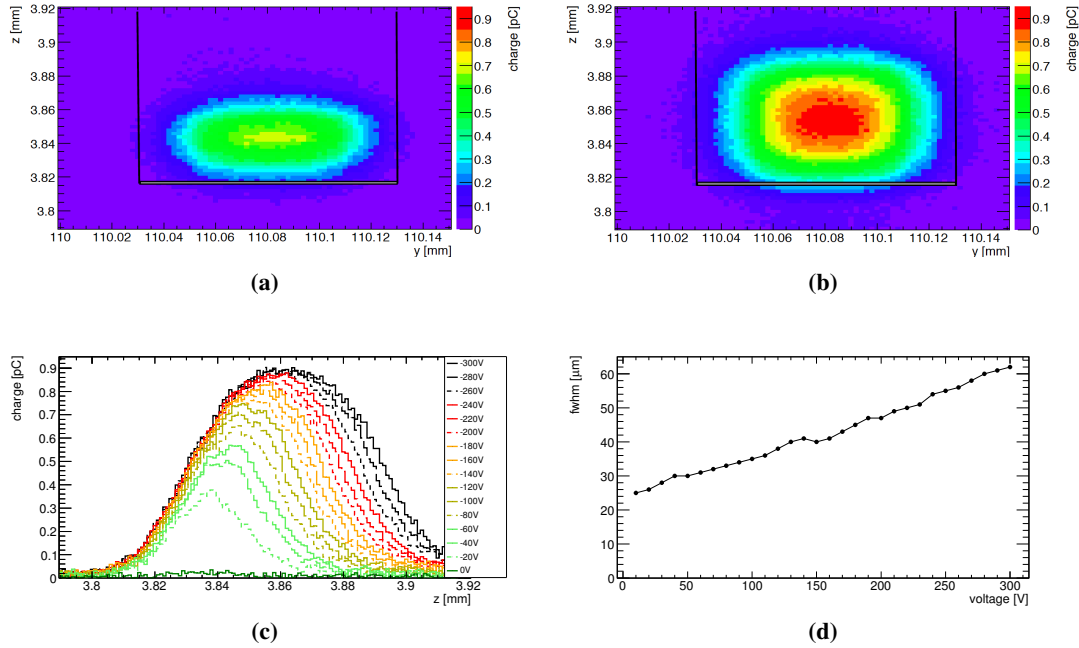 z [mm]
3.92
3.9
3.88
3.86
3.84
3.82
3.8
110 110.02 110.04 110.06 110.08 110.1 110.12 110.14
y [mm]
charge [pC]
0.9
0.8
0.7
0.6
0.5
0.4
0.3
0.2
0.1
0
(a)
z [mm]
3.92
3.9
3.88
3.86
3.84
3.82
3.8
110 110.02 110.04 110.06 110.08 110.1 110.12 110.14
y [mm]
charge [pC]
0.9
0.8
0.7
0.6
0.5
0.4
0.3
0.2
0.1
0
(b)
charge [pC]
0.9
0.8
0.7
0.6
0.5
0.4
0.3
0.2
0.1
0
3.8 3.82 3.84 3.86 3.88 3.9 3.92
z [mm]
-300V
-280V
-260V
-240V
-220V
-200V
-180V
-160V
-140V
-120V
-100V
-80V
-60V
-40V
-20V
0V
(c)
fwhm [μm]
60
50
40
30
20
10
0
0 50 100 150 200 250 300
voltage [V]
(d)